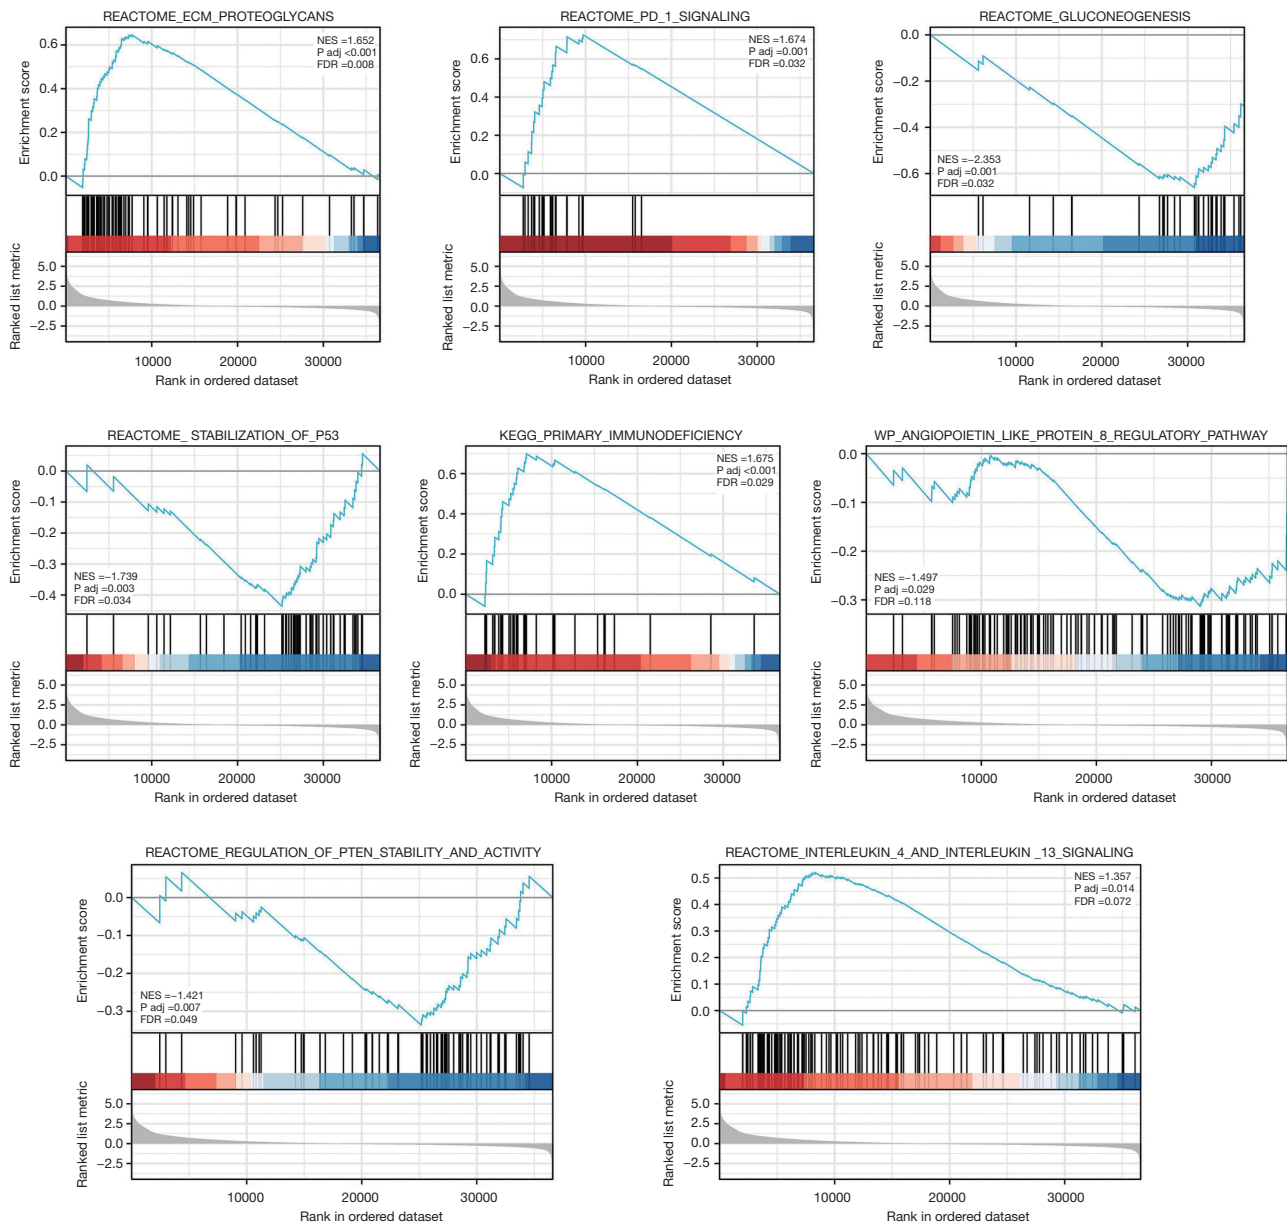 REACTOME_ECM_PROTEOGLYCANS
NES =1.652
P adj <0.001
FDR =0.008
Enrichment score
0.6
0.4
0.2
0.0
Ranked list metric
5.0
2.5
0.0
−2.5
10000 20000 30000
Rank in ordered dataset
REACTOME_PD_1_SIGNALING
NES =1.674
P adj =0.001
FDR =0.032
Enrichment score
0.6
0.4
0.2
0.0
Ranked list metric
5.0
2.5
0.0
−2.5
10000 20000 30000
Rank in ordered dataset
REACTOME_GLUCONEOGENESIS
NES =−2.353
P adj =0.001
FDR =0.032
Enrichment score
0.0
−0.2
−0.4
−0.6
Ranked list metric
5.0
2.5
0.0
−2.5
10000 20000 30000
Rank in ordered dataset
REACTOME_ STABILIZATION_OF_P53
NES =−1.739
P adj =0.003
FDR =0.034
Enrichment score
0.0
−0.1
−0.2
−0.3
−0.4
Ranked list metric
5.0
2.5
0.0
−2.5
10000 20000 30000
Rank in ordered dataset
KEGG_PRIMARY_IMMUNODEFICIENCY
NES =1.675
P adj <0.001
FDR =0.029
Enrichment score
0.6
0.4
0.2
0.0
Ranked list metric
5.0
2.5
0.0
−2.5
10000 20000 30000
Rank in ordered dataset
WP_ANGIOPOIETIN_LIKE_PROTEIN_8_REGULATORY_PATHWAY
NES =−1.497
P adj =0.029
FDR =0.118
Enrichment score
0.0
−0.1
−0.2
−0.3
Ranked list metric
5.0
2.5
0.0
−2.5
10000 20000 30000
Rank in ordered dataset
REACTOME_REGULATION_OF_PTEN_STABILITY_AND_ACTIVITY
NES =−1.421
P adj =0.007
FDR =0.049
Enrichment score
0.0
−0.1
−0.2
−0.3
Ranked list metric
5.0
2.5
0.0
−2.5
10000 20000 30000
Rank in ordered dataset
REACTOME_INTERLEUKIN_4_AND_INTERLEUKIN _13_SIGNALING
NES =1.357
P adj =0.014
FDR =0.072
Enrichment score
0.5
0.4
0.3
0.2
0.1
0.0
Ranked list metric
5.0
2.5
0.0
−2.5
10000 20000 30000
Rank in ordered dataset